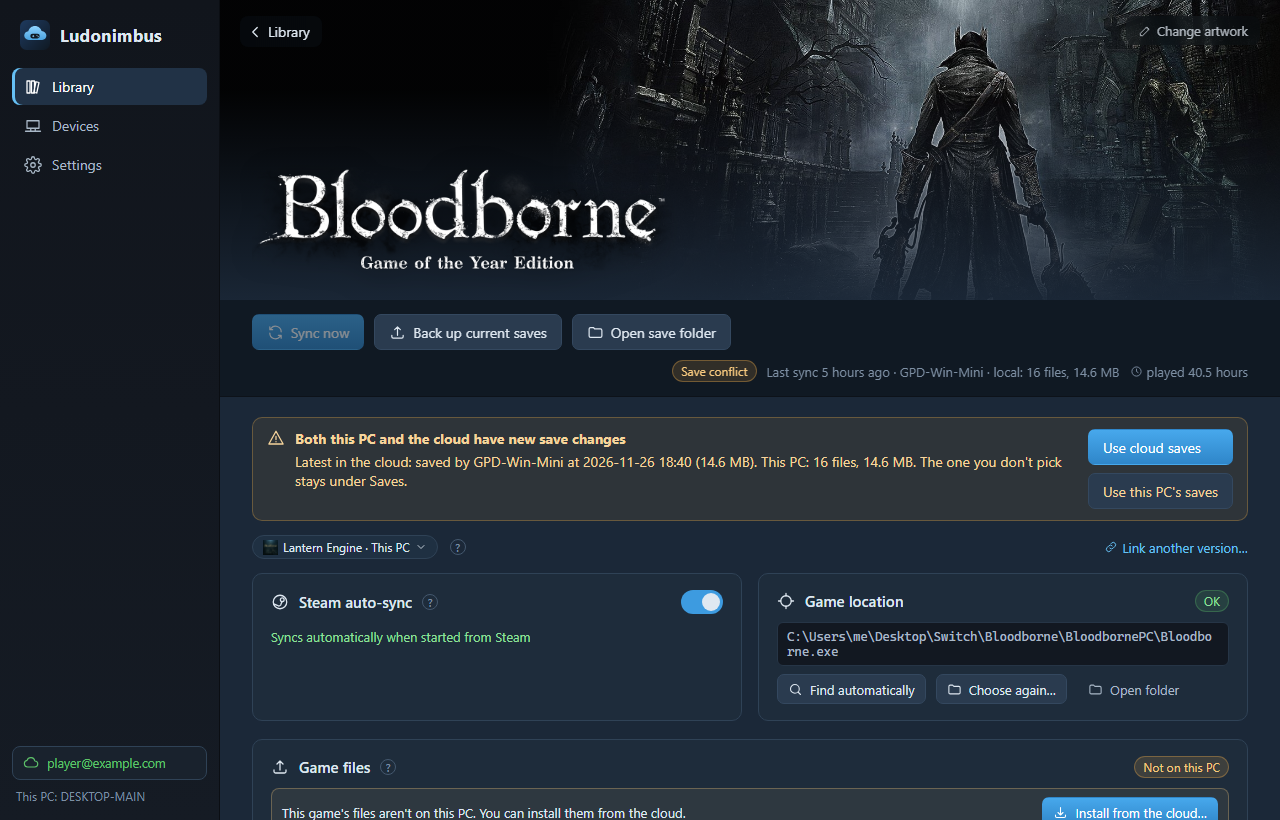 Ludonimbus
Library
Devices
Settings
player@example.com
This PC: DESKTOP-MAIN
Library
Change artwork
Bloodborne™
Game of the Year Edition
Sync now
Back up current saves
Open save folder
Save conflict
Last sync 5 hours ago · GPD-Win-Mini · local: 16 files, 14.6 MB
played 40.5 hours
Both this PC and the cloud have new save changes
Latest in the cloud: saved by GPD-Win-Mini at 2026-11-26 18:40 (14.6 MB). This PC: 16 files, 14.6 MB. The one you don't pick
stays under Saves.
Use cloud saves
Use this PC's saves
Lantern Engine · This PC
?
Link another version...
Steam auto-sync
?
Syncs automatically when started from Steam
Game location
OK
C:\Users\me\Desktop\Switch\Bloodborne\BloodbornePC\Bloodbo
rne.exe
Find automatically
Choose again...
Open folder
Game files
?
Not on this PC
This game's files aren't on this PC. You can install them from the cloud.
Install from the cloud...